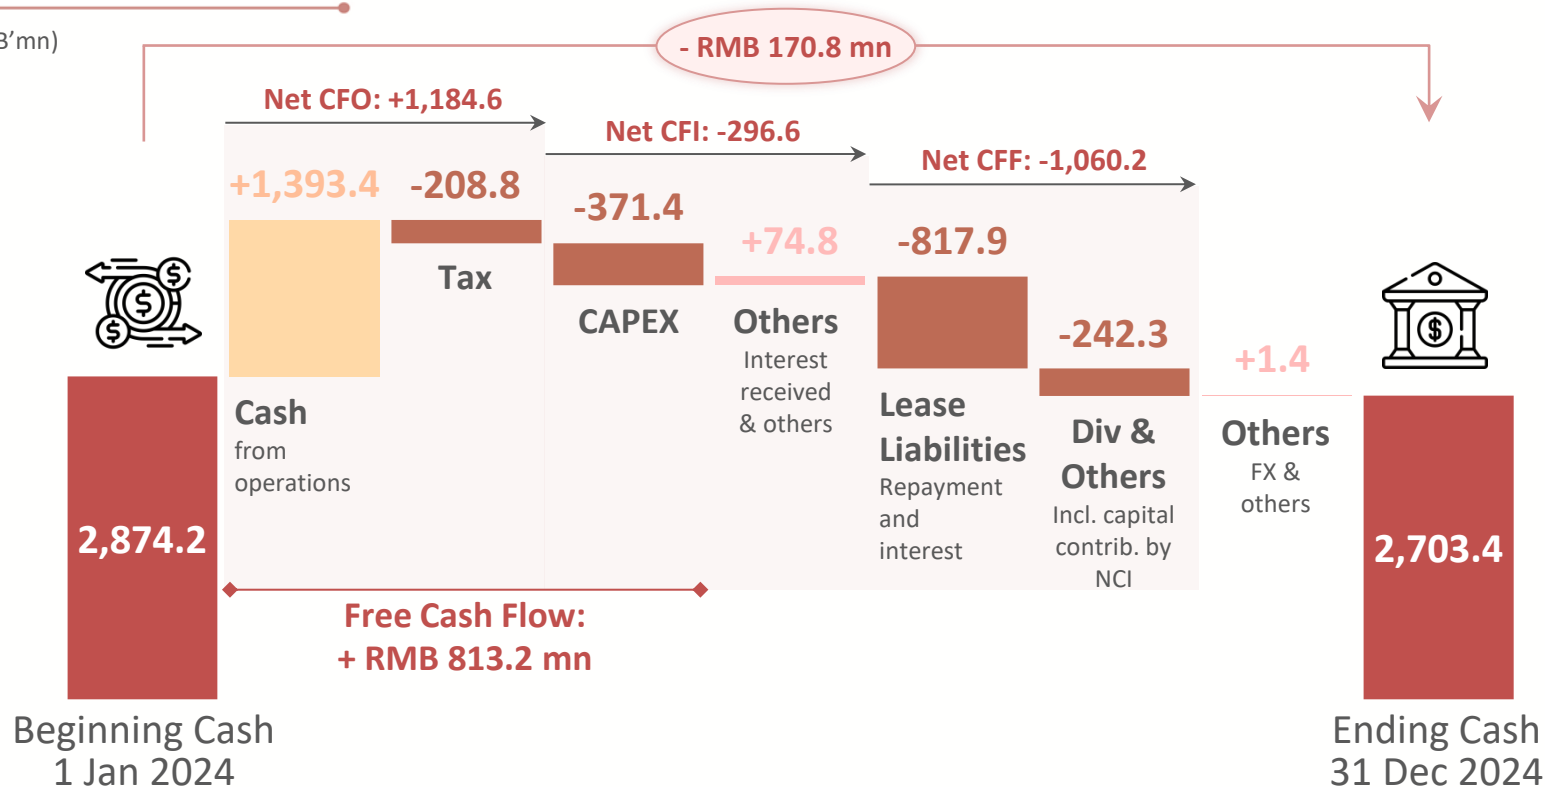 B’mn)
- RMB 170.8 mn
Net CFO: +1,184.6
Net CFI: -296.6
Net CFF: -1,060.2
+1,393.4
-208.8
-371.4
+74.8
-817.9
-242.3
+1.4
Tax
CAPEX
Others
Interest
received
& others
Cash
from
operations
Lease
Liabilities
Repayment
and
interest
Div &
Others
Incl. capital
contrib. by
NCI
Others
FX &
others
2,874.2
2,703.4
Free Cash Flow:
+ RMB 813.2 mn
Beginning Cash
1 Jan 2024
Ending Cash
31 Dec 2024